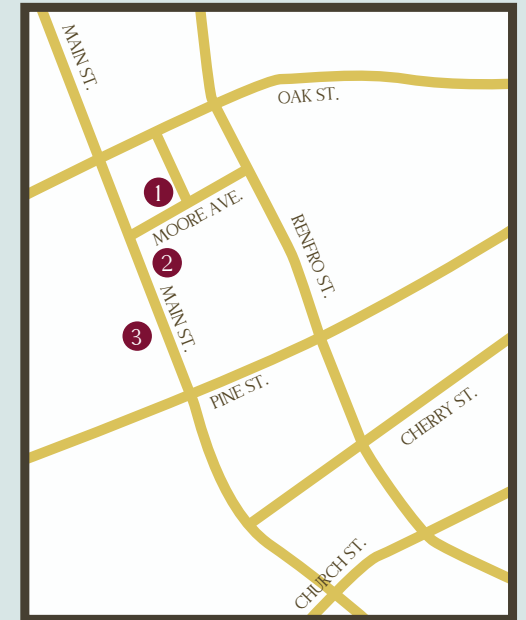 MAIN ST.
OAK ST.
1
MOORE AVE.
RENFRO ST.
2
MAIN ST.
3
PINE ST.
CHERRY ST.
CHURCH ST.